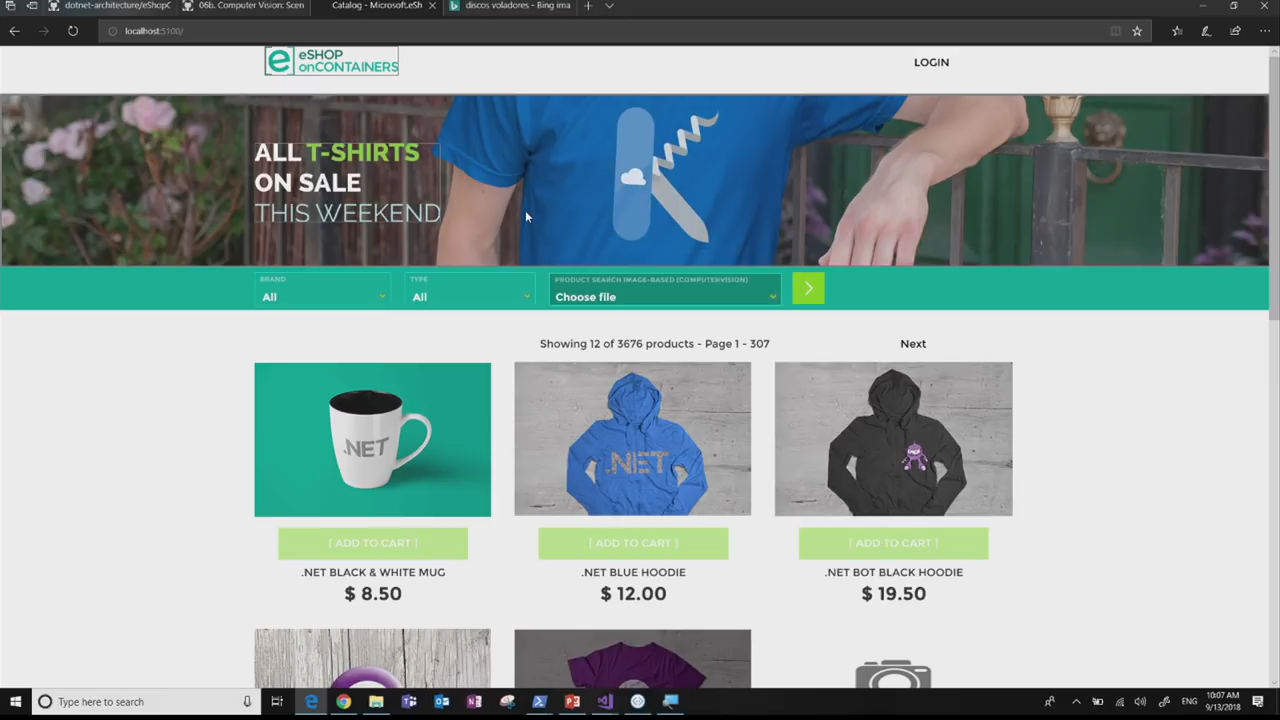 dotnet-architecture/eShopC
06b. Computer Vision: Scen
Catalog - Microsoft.eSh
discos voladores - Bing ima
localhost:5100/
eSHOP
onCONTAINERS
LOGIN
ALL T-SHIRTS
ON SALE
THIS WEEKEND
BRAND
All
TYPE
All
PRODUCT SEARCH IMAGE-BASED (COMPUTERVISION)
Choose file
Showing 12 of 3676 products - Page 1 - 307
Next
.NET
.NET
[ ADD TO CART ]
[ ADD TO CART ]
[ ADD TO CART ]
.NET BLACK & WHITE MUG
.NET BLUE HOODIE
.NET BOT BLACK HOODIE
$ 8.50
$ 12.00
$ 19.50
Type here to search
ENG
10:07 AM
9/13/2018